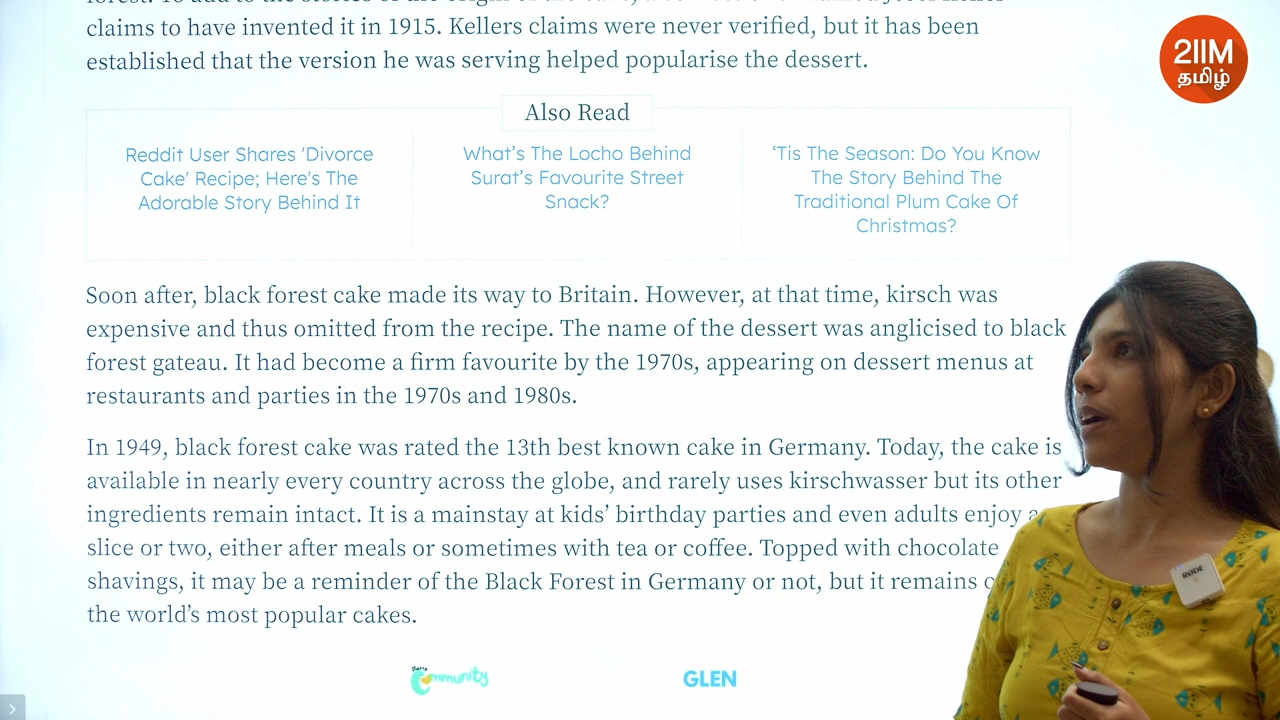 claims to have invented it in 1915. Kellers claims were never verified, but it has been
established that the version he was serving helped popularise the dessert.
2IIM
தமிழ்
Also Read
Reddit User Shares 'Divorce
Cake' Recipe; Here's The
Adorable Story Behind It
What's The Locho Behind
Surat's Favourite Street
Snack?
‘Tis The Season: Do You Know
The Story Behind The
Traditional Plum Cake Of
Christmas?
Soon after, black forest cake made its way to Britain. However, at that time, kirsch was
expensive and thus omitted from the recipe. The name of the dessert was anglicised to black
forest gateau. It had become a firm favourite by the 1970s, appearing on dessert menus at
restaurants and parties in the 1970s and 1980s.
In 1949, black forest cake was rated the 13th best known cake in Germany. Today, the cake is
available in nearly every country across the globe, and rarely uses kirschwasser but its other
ingredients remain intact. It is a mainstay at kids’ birthday parties and even adults enjoy a
slice or two, either after meals or sometimes with tea or coffee. Topped with chocolate
shavings, it may be a reminder of the Black Forest in Germany or not, but it remains
the world’s most popular cakes.
RODE
Community
GLEN